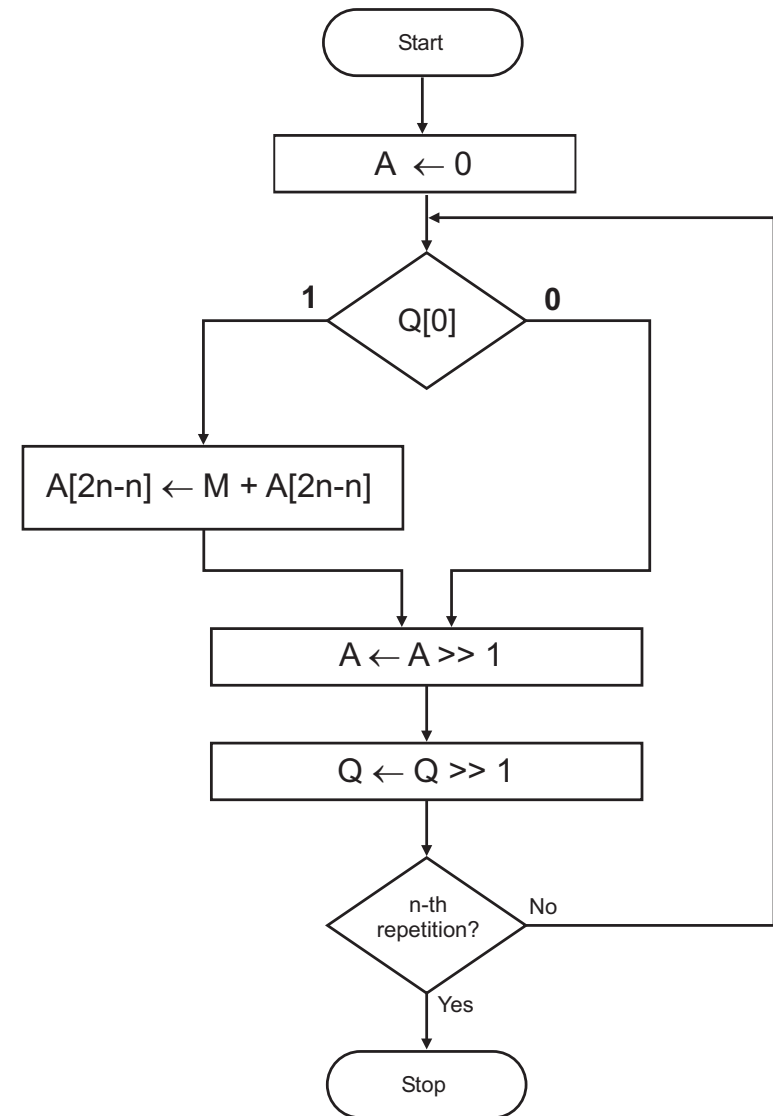 Start
A ← 0
1
0
Q[0]
A[2n-n] ← M + A[2n-n]
A ← A >> 1
Q ← Q >> 1
n-th
repetition?
No
Yes
Stop